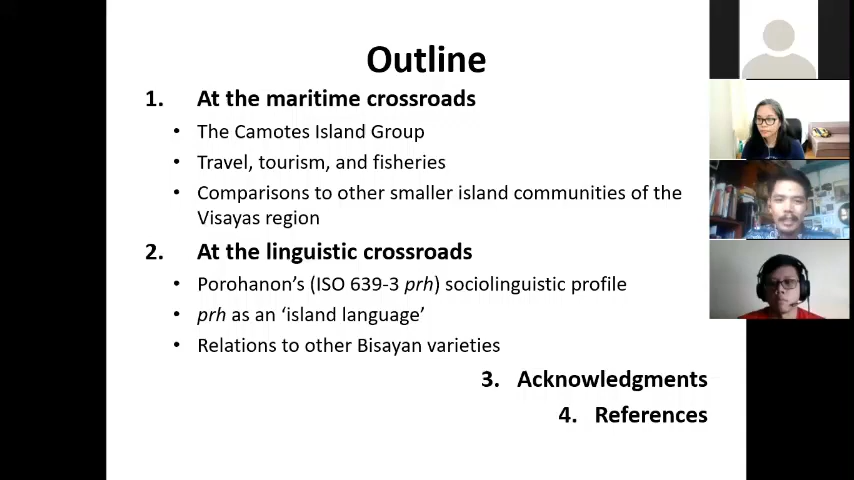 Outline
1. At the maritime crossroads
• The Camotes Island Group
• Travel, tourism, and fisheries
• Comparisons to other smaller island communities of the
Visayas region
2. At the linguistic crossroads
• Porohanon’s (ISO 639-3 prh) sociolinguistic profile
• prh as an ‘island language’
• Relations to other Bisayan varieties
3. Acknowledgments
4. References